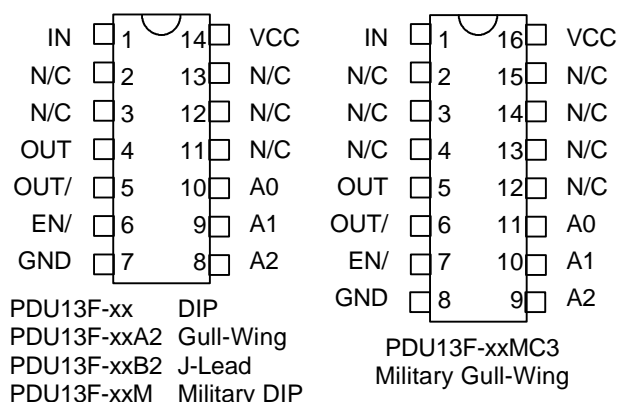 IN 1 14 VCC
N/C 2 13 N/C
N/C 3 12 N/C
OUT 4 11 N/C
OUT/ 5 10 A0
EN/ 6 9 A1
GND 7 8 A2
PDU13F-xx DIP
PDU13F-xxA2 Gull-Wing
PDU13F-xxB2 J-Lead
PDU13F-xxM Military DIP
IN 1 16 VCC
N/C 2 15 N/C
N/C 3 14 N/C
N/C 4 13 N/C
OUT 5 12 N/C
OUT/ 6 11 A0
EN/ 7 10 A1
GND 8 9 A2
PDU13F-xxMC3
Military Gull-Wing